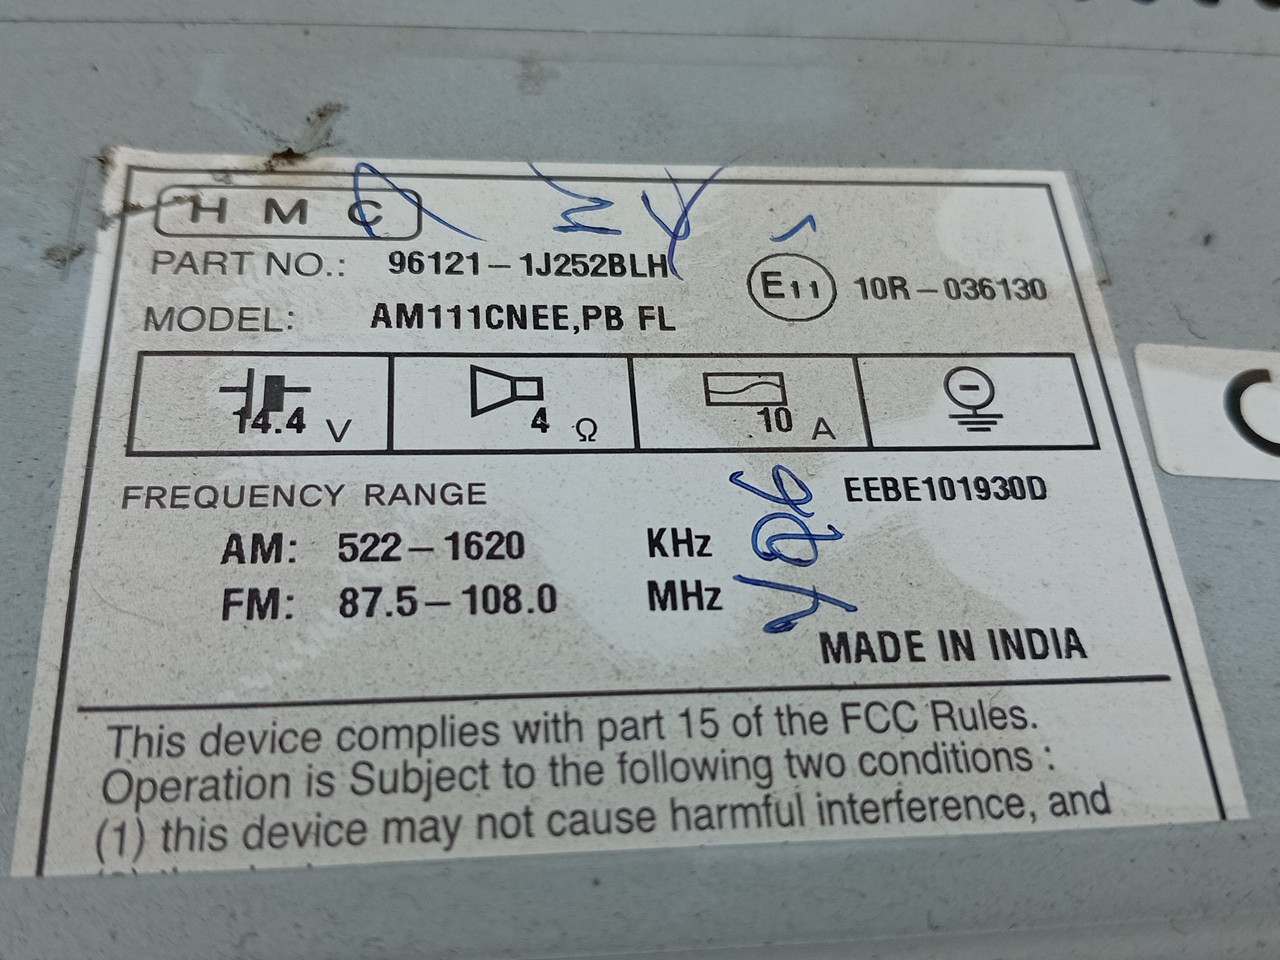 HMC
PART NO.: 96121-1J252BLH
MODEL: AM111CNEE,PB FL
E11 10R-036130
14.4 V
4 Ω
10 A
FREQUENCY RANGE
EEBE101930D
AM: 522-1620 KHz
FM: 87.5-108.0 MHz
MADE IN INDIA
This device complies with part 15 of the FCC Rules.
Operation is Subject to the following two conditions :
(1) this device may not cause harmful interference, and